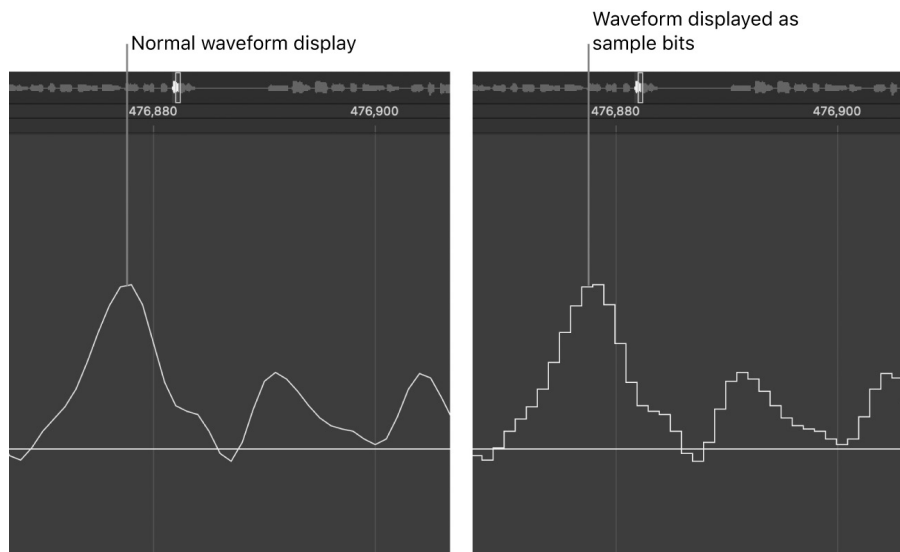 Normal waveform display
Waveform displayed as
sample bits
476,880
476,900
476,880
476,900